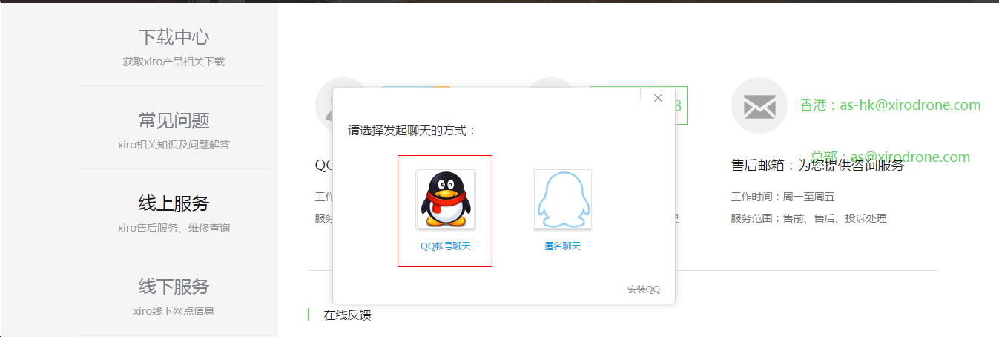 下载中心
获取xiro产品相关下载
常见问题
xiro相关知识及问题解答
线上服务
xiro售后服务、维修查询
线下服务
xiro线下网点信息
请选择发起聊天的方式：
QQ帐号聊天
匿名聊天
安装QQ
8
QQ
工作
服务
理
香港：as-hk@xirodrone.com
总部：as@xirodrone.com
售后邮箱：为您提供咨询服务
工作时间：周一至周五
服务范围：售前、售后、投诉处理
在线反馈